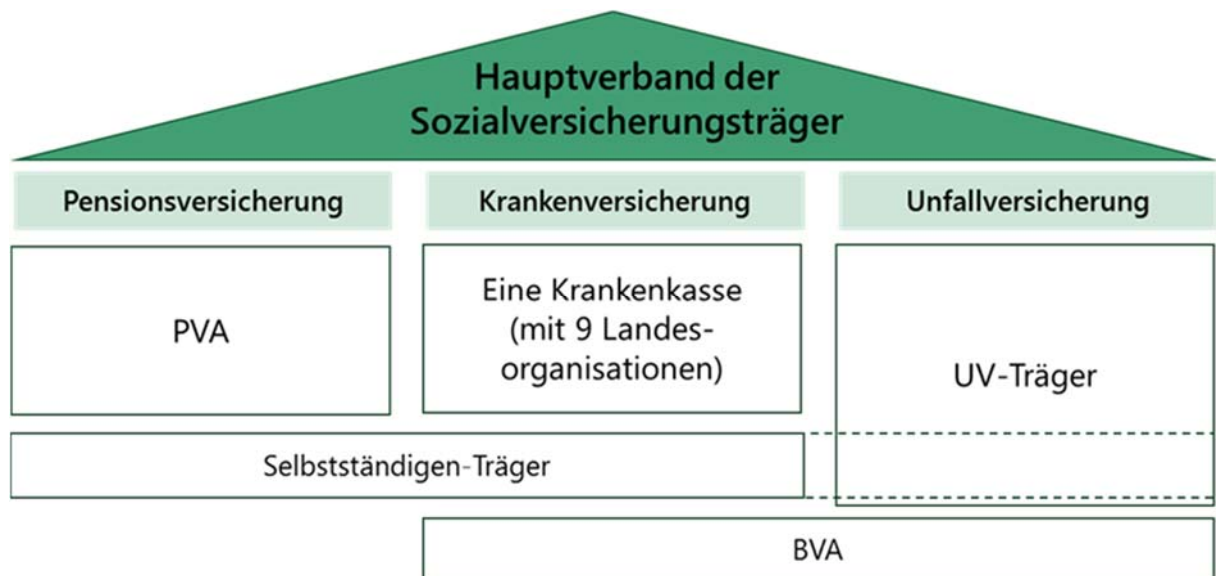 Hauptverband der
Sozialversicherungsträger
Pensionsversicherung
Krankenversicherung
Unfallversicherung
PVA
Eine Krankenkasse
(mit 9 Landes-
organisationen)
UV-Träger
Selbstständigen-Träger
BVA